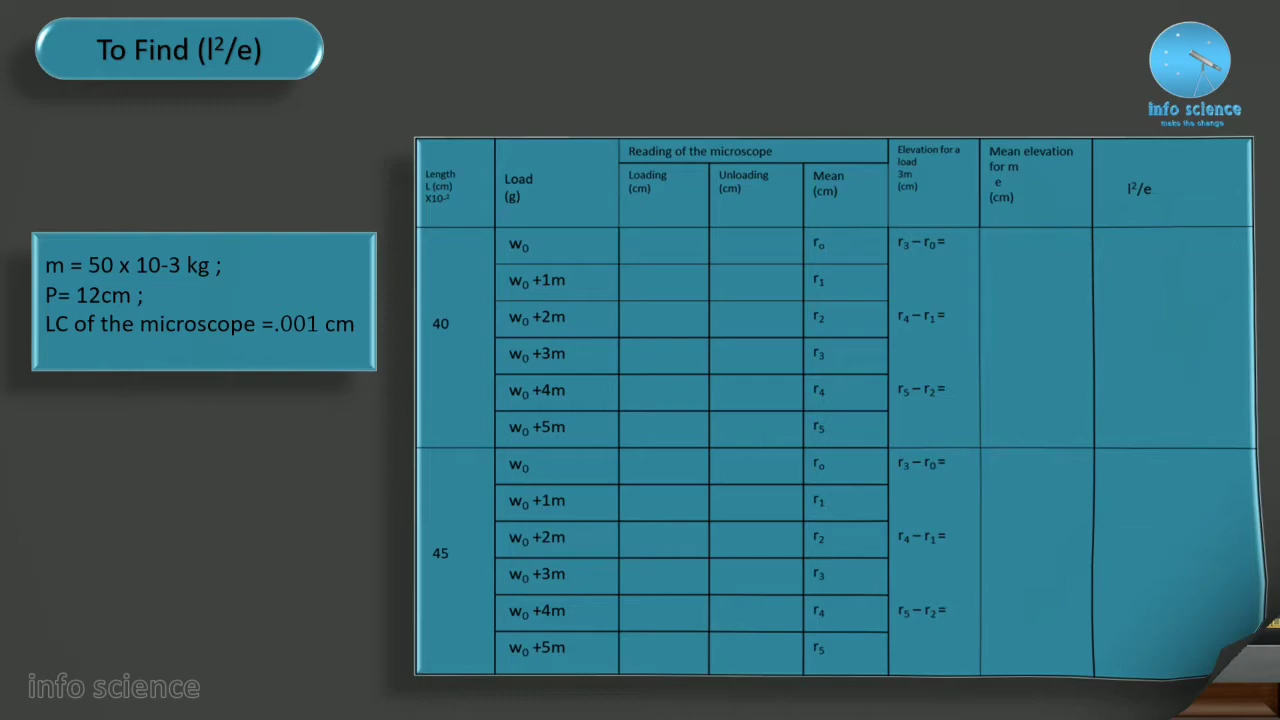 To Find (l²/e)
info science
make the change
m = 50 x 10-3 kg ;
P= 12cm ;
LC of the microscope =.001 cm
Length
L (cm)
X10-²
Load
(g)
Reading of the microscope
Loading
(cm)
Unloading
(cm)
Mean
(cm)
Elevation for a
load
3m
(cm)
Mean elevation
for m
e
(cm)
l²/e
40
w₀ r₀ r₃ – r₀ =
w₀ +1m r₁
w₀ +2m r₂ r₄ – r₁ =
w₀ +3m r₃
w₀ +4m r₄ r₅ – r₂ =
w₀ +5m r₅
45
w₀ r₀ r₃ – r₀ =
w₀ +1m r₁
w₀ +2m r₂ r₄ – r₁ =
w₀ +3m r₃
w₀ +4m r₄ r₅ – r₂ =
w₀ +5m r₅
info science